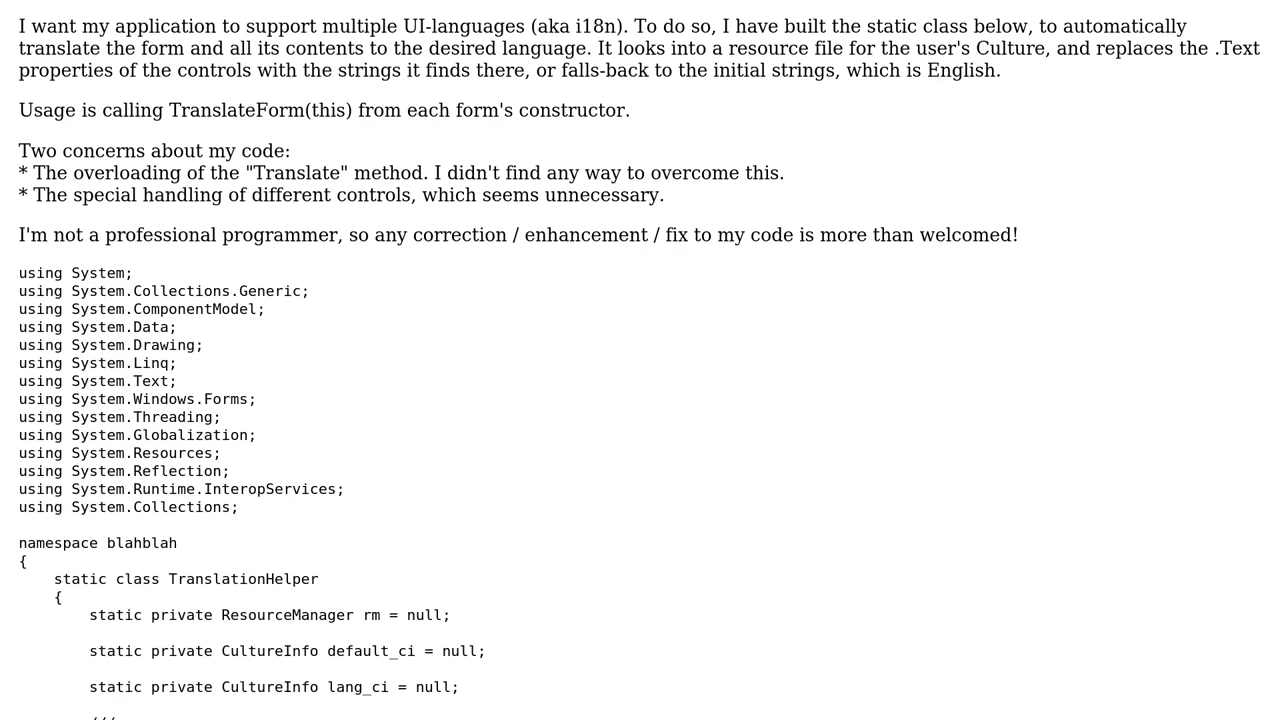 I want my application to support multiple UI-languages (aka i18n). To do so, I have built the static class below, to automatically
translate the form and all its contents to the desired language. It looks into a resource file for the user's Culture, and replaces the .Text
properties of the controls with the strings it finds there, or falls-back to the initial strings, which is English.
Usage is calling TranslateForm(this) from each form's constructor.
Two concerns about my code:
* The overloading of the "Translate" method. I didn't find any way to overcome this.
* The special handling of different controls, which seems unnecessary.
I'm not a professional programmer, so any correction / enhancement / fix to my code is more than welcomed!
using System;
using System.Collections.Generic;
using System.ComponentModel;
using System.Data;
using System.Drawing;
using System.Linq;
using System.Text;
using System.Windows.Forms;
using System.Threading;
using System.Globalization;
using System.Resources;
using System.Reflection;
using System.Runtime.InteropServices;
using System.Collections;
namespace blahblah
{
    static class TranslationHelper
    {
        static private ResourceManager rm = null;
        static private CultureInfo default_ci = null;
        static private CultureInfo lang_ci = null;
        ///